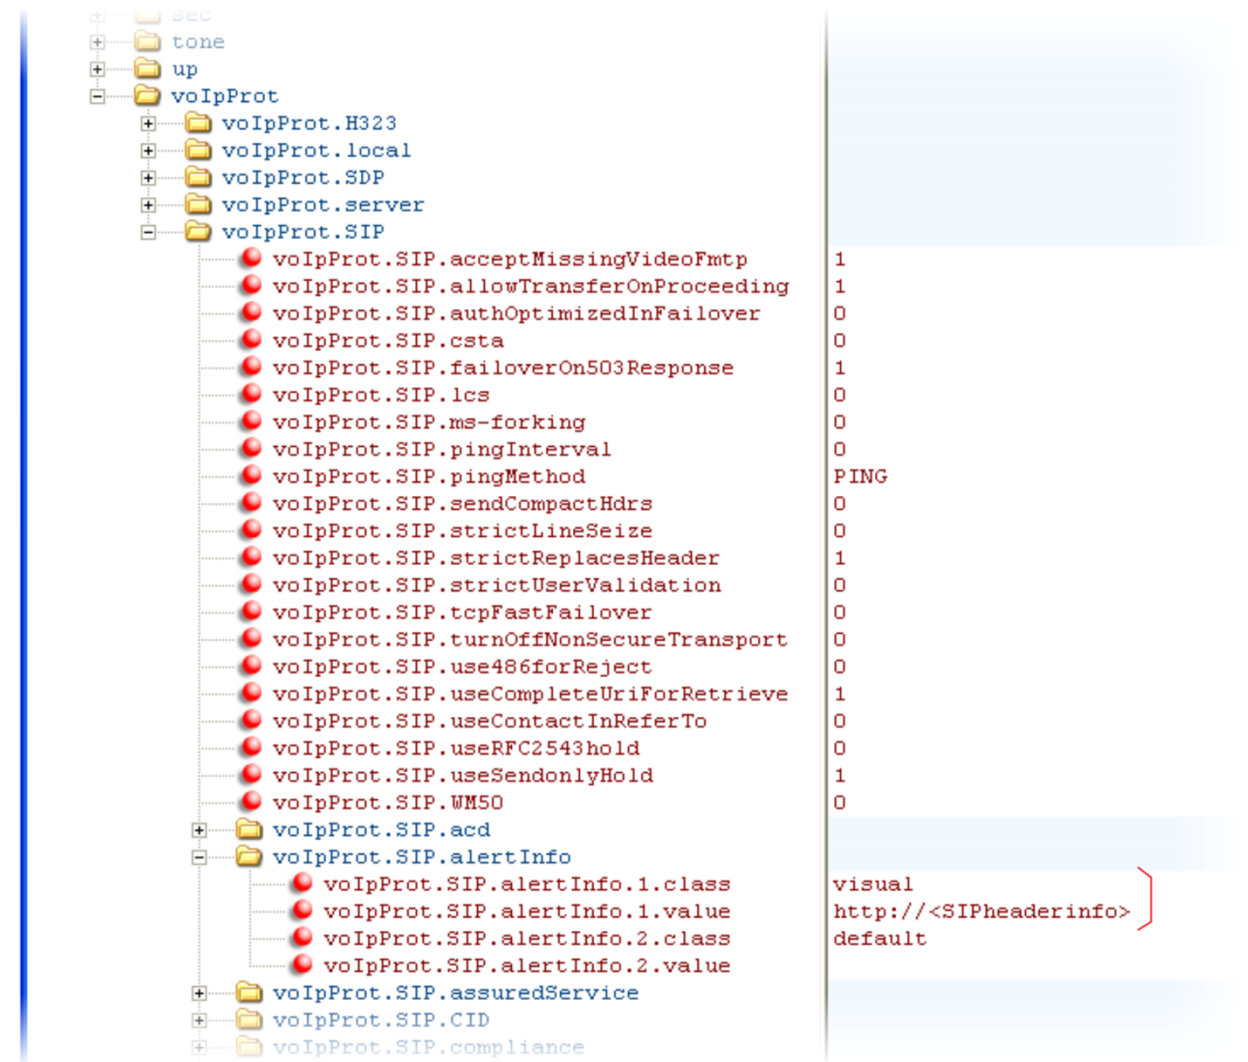 sec
tone
up
voIpProt
voIpProt.H323
voIpProt.local
voIpProt.SDP
voIpProt.server
voIpProt.SIP
voIpProt.SIP.acceptMissingVideoFmtp 1
voIpProt.SIP.allowTransferOnProceeding 1
voIpProt.SIP.authOptimizedInFailover 0
voIpProt.SIP.csta 0
voIpProt.SIP.failoverOn503Response 1
voIpProt.SIP.lcs 0
voIpProt.SIP.ms-forking 0
voIpProt.SIP.pingInterval 0
voIpProt.SIP.pingMethod PING
voIpProt.SIP.sendCompactHdrs 0
voIpProt.SIP.strictLineSeize 0
voIpProt.SIP.strictReplacesHeader 1
voIpProt.SIP.strictUserValidation 0
voIpProt.SIP.tcpFastFailover 0
voIpProt.SIP.turnOffNonSecureTransport 0
voIpProt.SIP.use486forReject 0
voIpProt.SIP.useCompleteUriForRetrieve 1
voIpProt.SIP.useContactInReferTo 0
voIpProt.SIP.useRFC2543hold 0
voIpProt.SIP.useSendonlyHold 1
voIpProt.SIP.WM50 0
voIpProt.SIP.acd
voIpProt.SIP.alertInfo
voIpProt.SIP.alertInfo.1.class visual
voIpProt.SIP.alertInfo.1.value http://<SIPheaderinfo>
voIpProt.SIP.alertInfo.2.class default
voIpProt.SIP.alertInfo.2.value
voIpProt.SIP.assuredService
voIpProt.SIP.CID
voIpProt.SIP.compliance